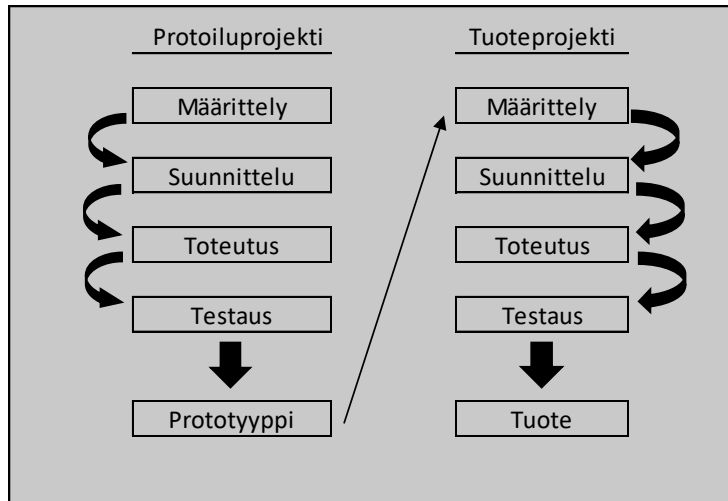 Protoiluprojekti
Määrittely
Suunnittelu
Toteutus
Testaus
Prototyyppi
Tuoteprojekti
Määrittely
Suunnittelu
Toteutus
Testaus
Tuote